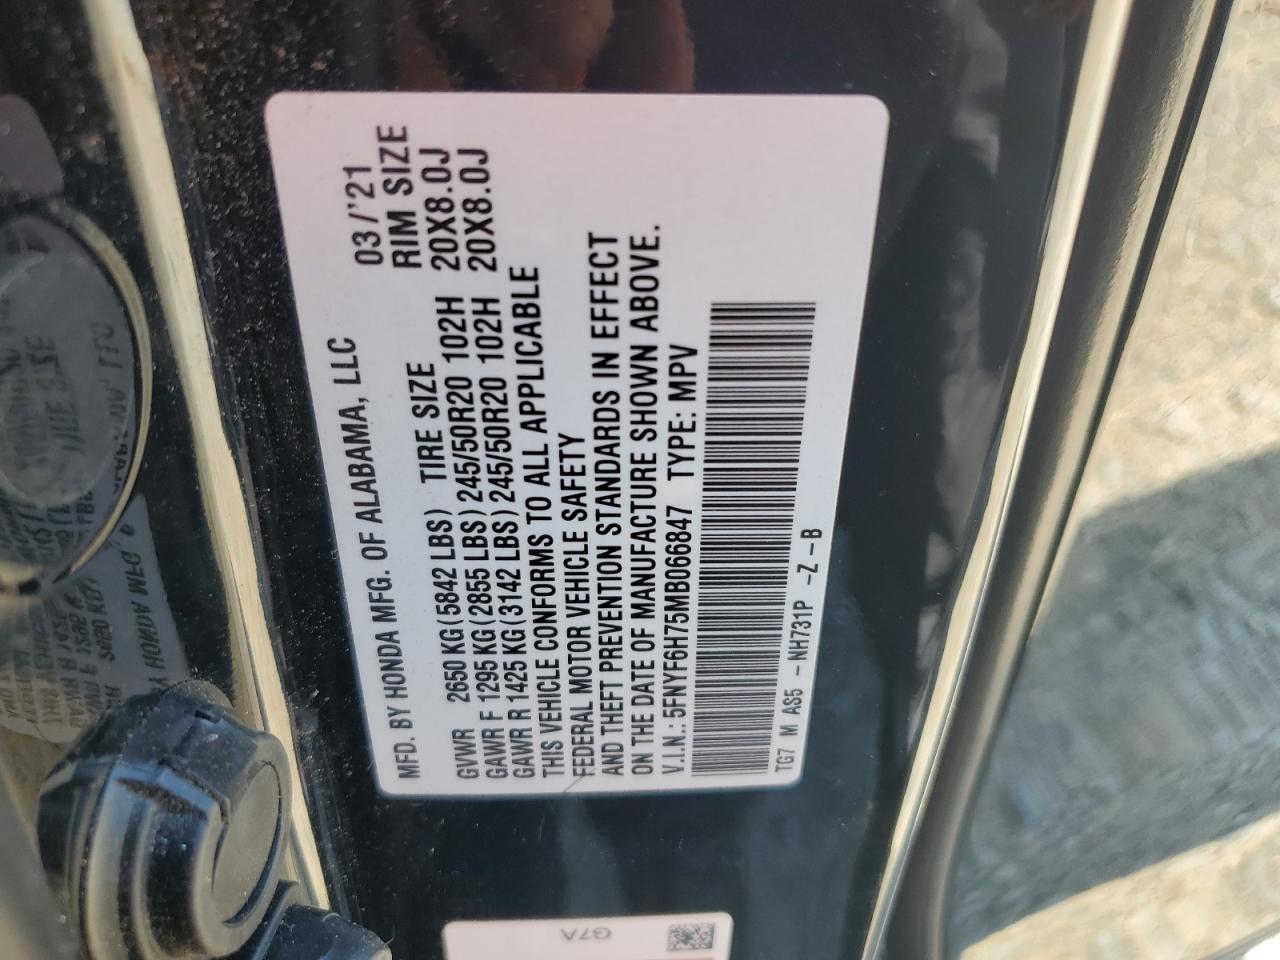 MFD. BY HONDA MFG. OF ALABAMA, LLC 03/'21
TIRE SIZE RIM SIZE
GVWR 2650 KG (5842 LBS)
GAWR F 1295 KG (2855 LBS) 245/50R20 102H 20X8.0J
GAWR R 1425 KG (3142 LBS) 245/50R20 102H 20X8.0J
THIS VEHICLE CONFORMS TO ALL APPLICABLE
FEDERAL MOTOR VEHICLE SAFETY
AND THEFT PREVENTION STANDARDS IN EFFECT
ON THE DATE OF MANUFACTURE SHOWN ABOVE.
V.I.N.: 5FNYF6H75MB066847 TYPE: MPV
TG7 M AS5 - NH731P -Z - B
G7A